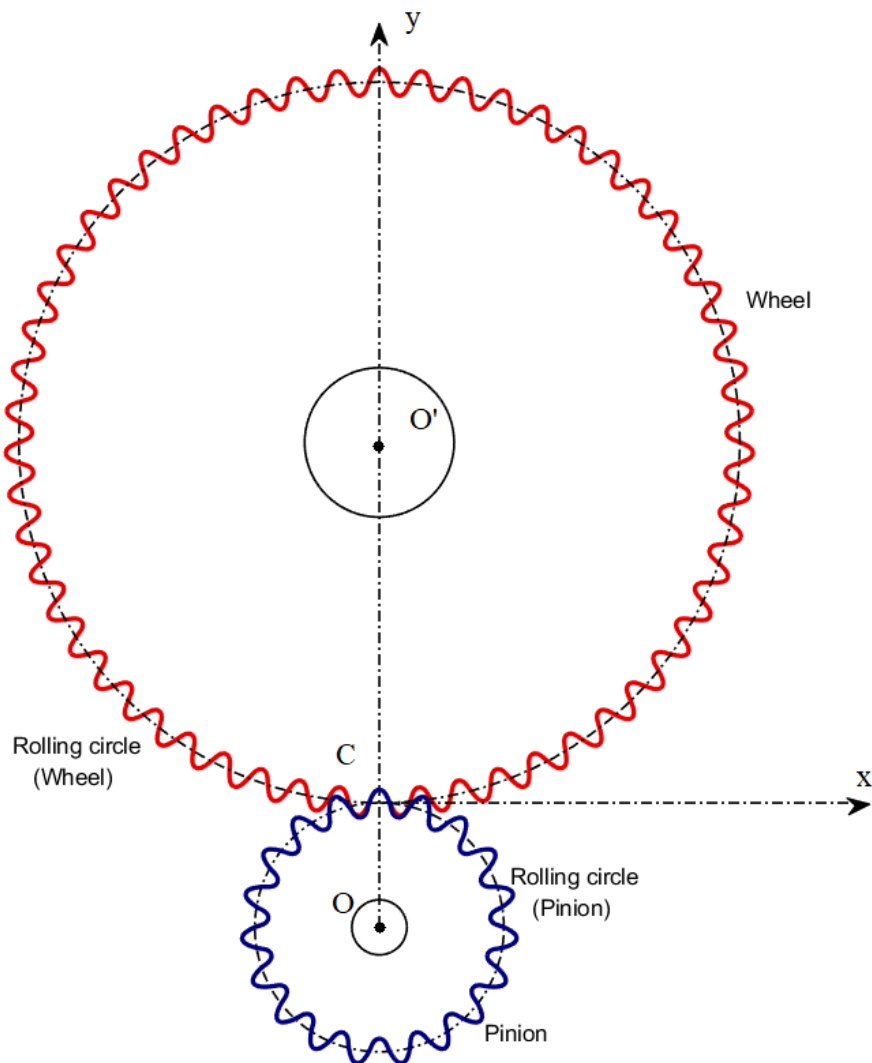 y
Wheel
O'
Rolling circle
(Wheel)
C
x
O
Rolling circle
(Pinion)
Pinion